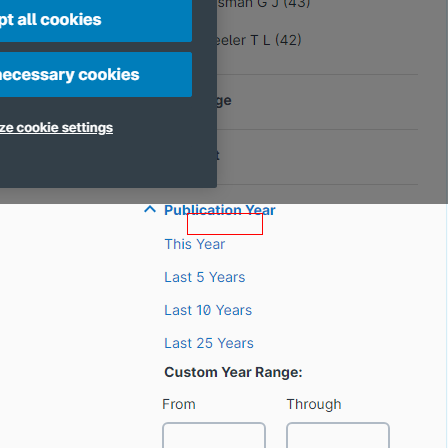 pt all cookies
necessary cookies
ze cookie settings
sman G J (43)
eeler T L (42)
ge
t
Publication Year
This Year
Last 5 Years
Last 10 Years
Last 25 Years
Custom Year Range:
From
Through